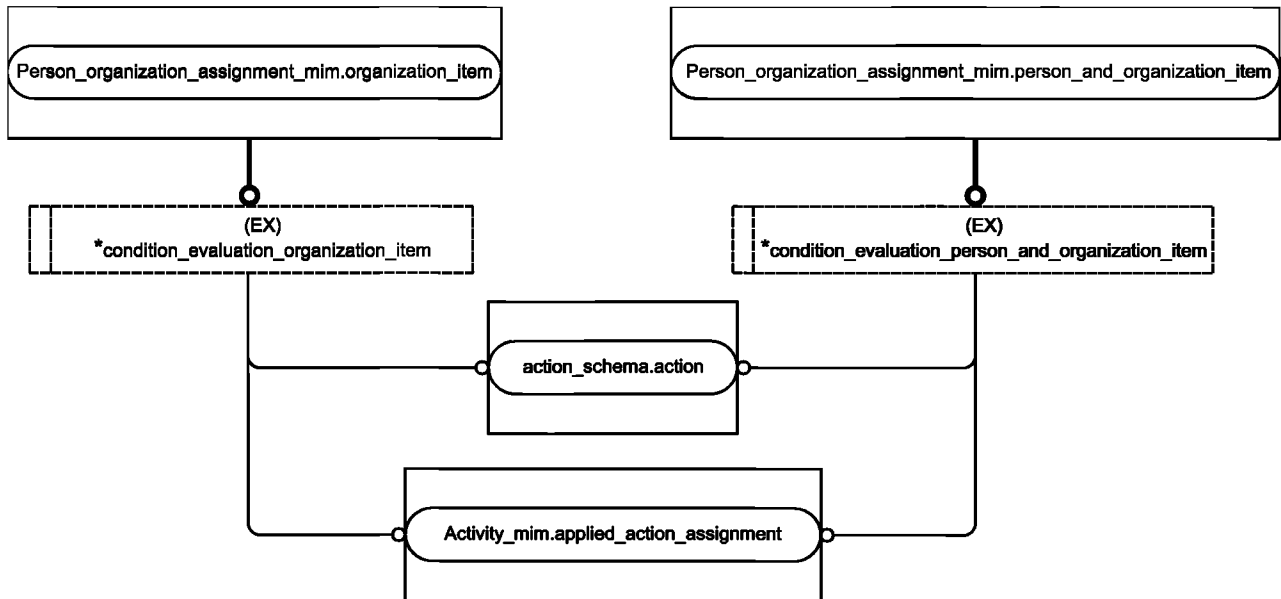 Person_organization_assignment_mim.organization_item
Person_organization_assignment_mim.person_and_organization_item
(EX)
*condition_evaluation_organization_item
(EX)
*condition_evaluation_person_and_organization_item
action_schema.action
Activity_mim.applied_action_assignment